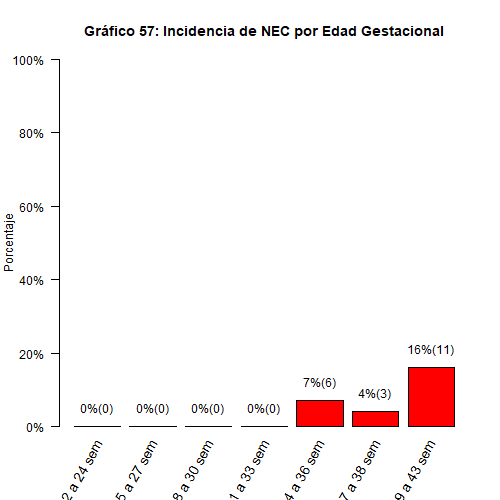 Gráfico 57: Incidencia de NEC por Edad Gestacional
Porcentaje
100%
80%
60%
40%
20%
0%
0%(0)
0%(0)
0%(0)
0%(0)
7%(6)
4%(3)
16%(11)
2 a 24 sem
5 a 27 sem
8 a 30 sem
1 a 33 sem
4 a 36 sem
7 a 38 sem
9 a 43 sem